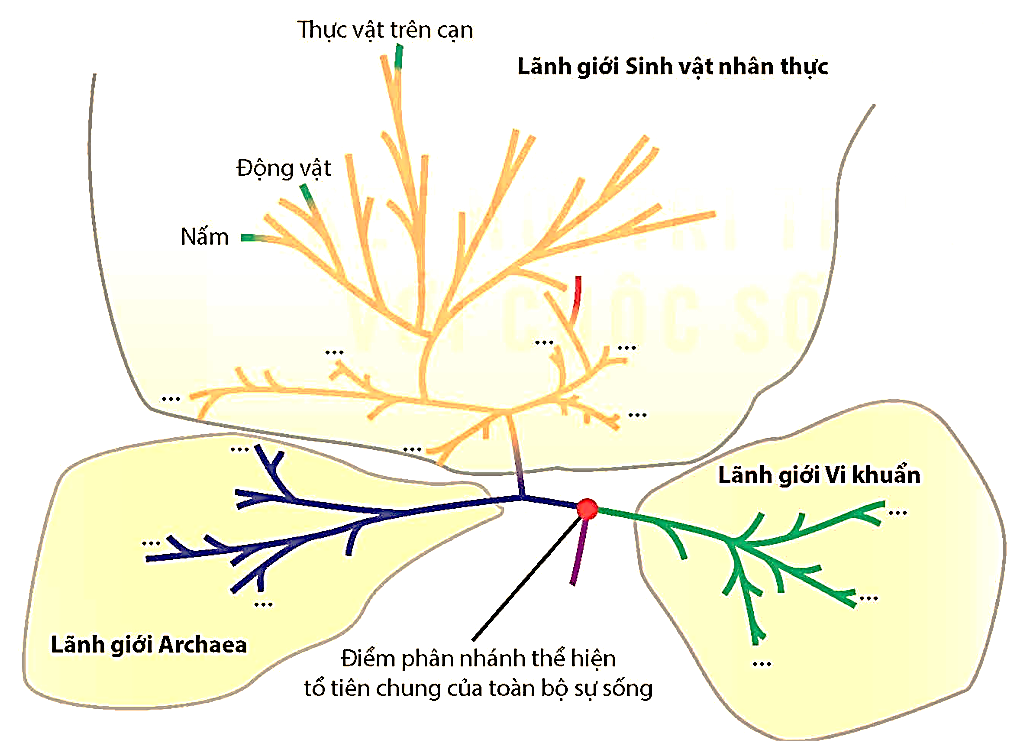 Thực vật trên cạn
Lãnh giới Sinh vật nhân thực
Động vật
Nấm
...
...
...
...
...
...
...
Lãnh giới Vi khuẩn
...
...
...
...
...
Lãnh giới Archaea
Điểm phân nhánh thể hiện
tổ tiên chung của toàn bộ sự sống